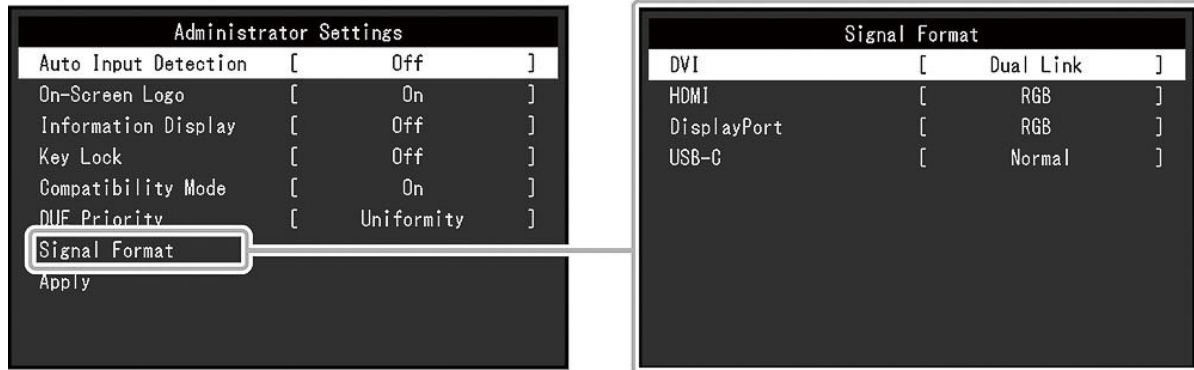 Administrator Settings
Auto Input Detection [ Off ]
On-Screen Logo [ On ]
Information Display [ Off ]
Key Lock [ Off ]
Compatibility Mode [ On ]
DUE Priority [ Uniformity ]
Signal Format
Apply
Signal Format
DVI [ Dual Link ]
HDMI [ RGB ]
DisplayPort [ RGB ]
USB-C [ Normal ]